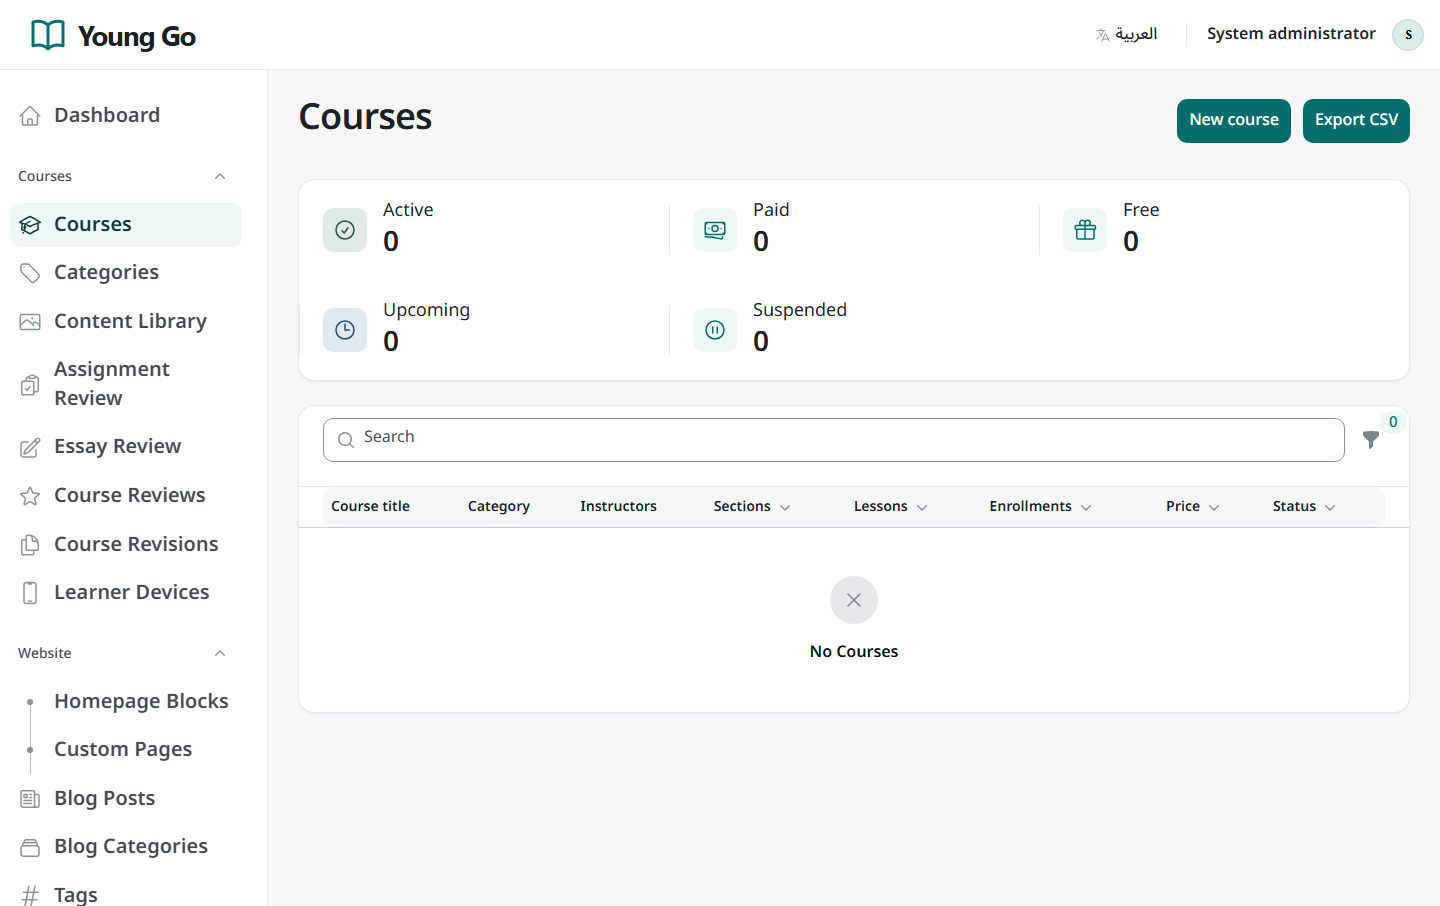 Young Go
العربية
System administrator
S
Dashboard
Courses
Courses
Categories
Content Library
Assignment
Review
Essay Review
Course Reviews
Course Revisions
Learner Devices
Website
Homepage Blocks
Custom Pages
Blog Posts
Blog Categories
Tags
Courses
New course
Export CSV
Active
0
Paid
0
Free
0
Upcoming
0
Suspended
0
Search
0
Course title Category Instructors Sections Lessons Enrollments Price Status
No Courses